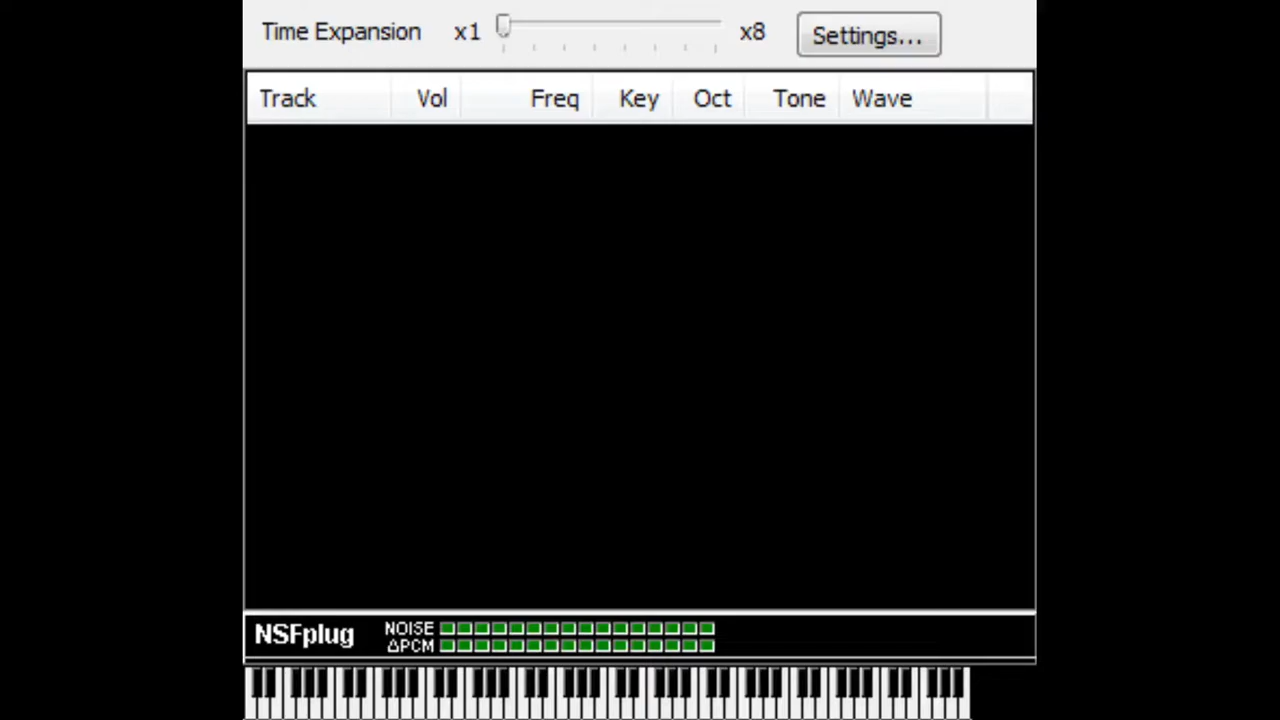 Time Expansion x1 x8 Settings...
Track Vol Freq Key Oct Tone Wave
NSFplug NOISE
ΔPCM